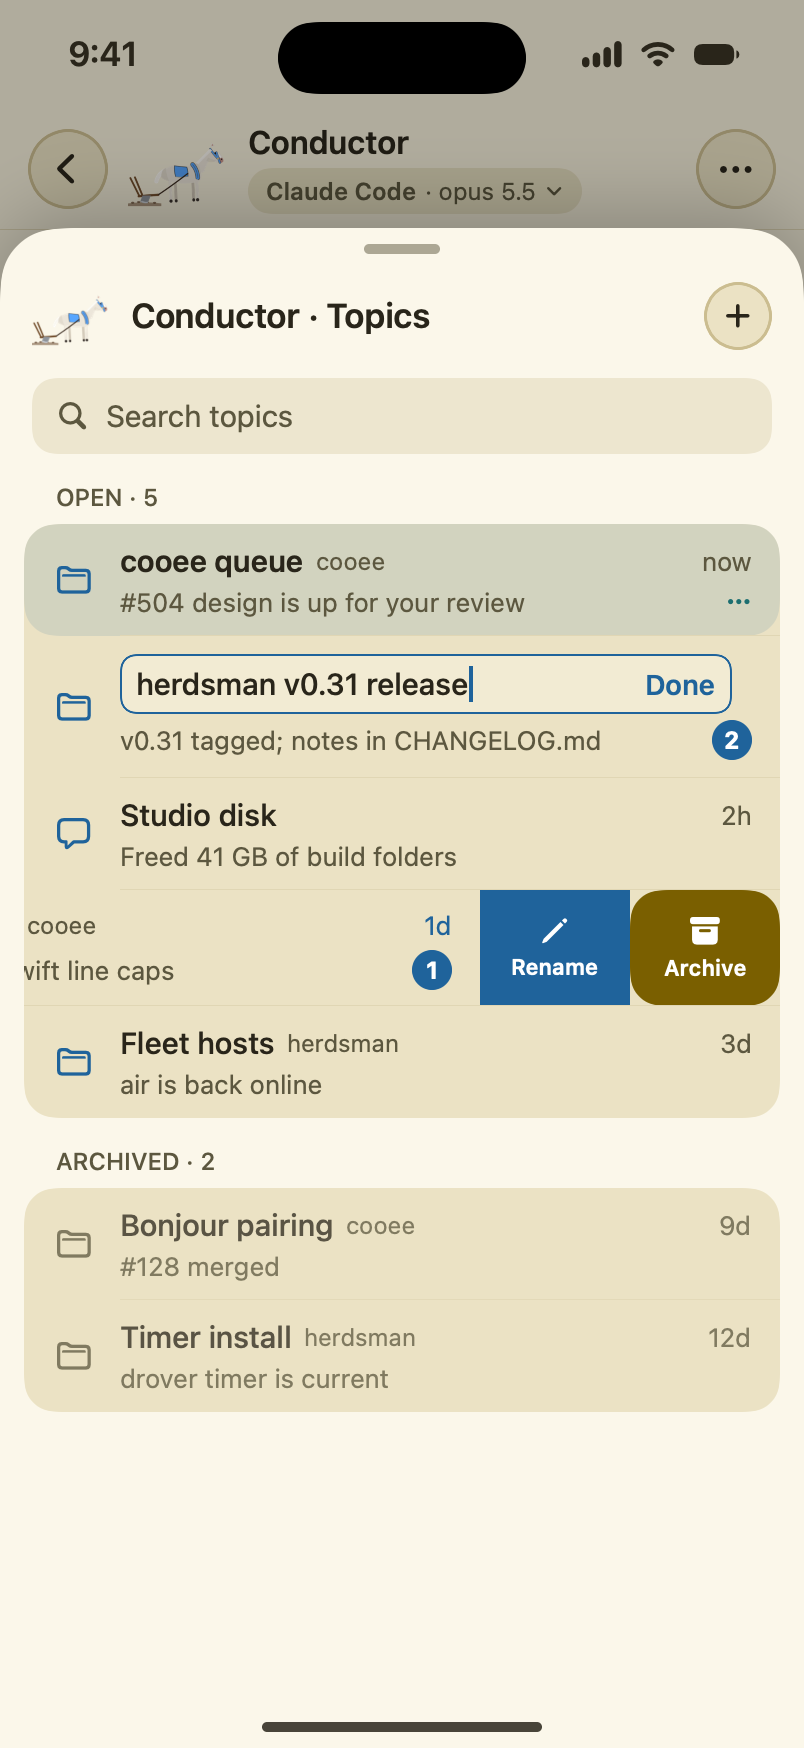 9:41
Conductor
Claude Code · opus 5.5
Conductor · Topics
Search topics
OPEN · 5
cooee queue cooee now
#504 design is up for your review
herdsman v0.31 release Done
v0.31 tagged; notes in CHANGELOG.md 2
Studio disk 2h
Freed 41 GB of build folders
cooee 1d
line caps 1
Rename Archive
Fleet hosts herdsman 3d
air is back online
ARCHIVED · 2
Bonjour pairing cooee 9d
#128 merged
Timer install herdsman 12d
drover timer is current